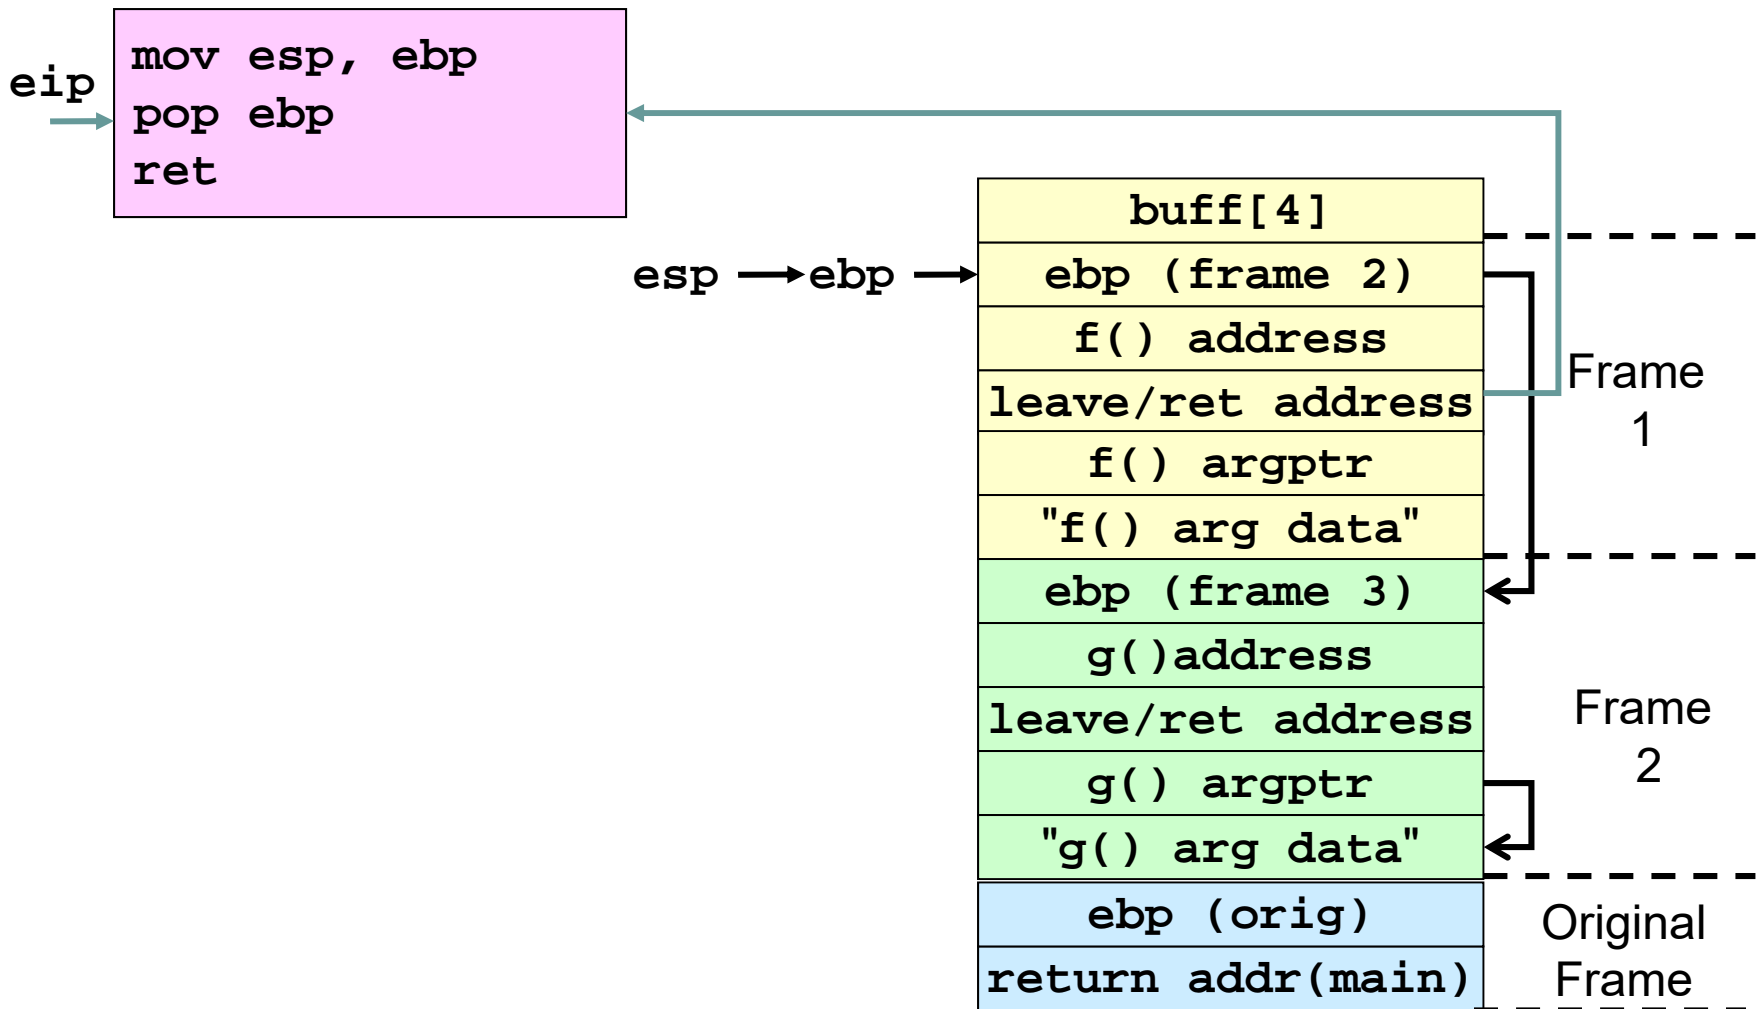 mov esp, ebp
eip
pop ebp
ret
buff[4]
esp
ebp
ebp (frame 2)
f() address
Frame
1
leave/ret address
f() argptr
"f() arg data"
ebp (frame 3)
g()address
leave/ret address
Frame
2
g() argptr
"g() arg data"
ebp (orig)
Original
Frame
return addr(main)